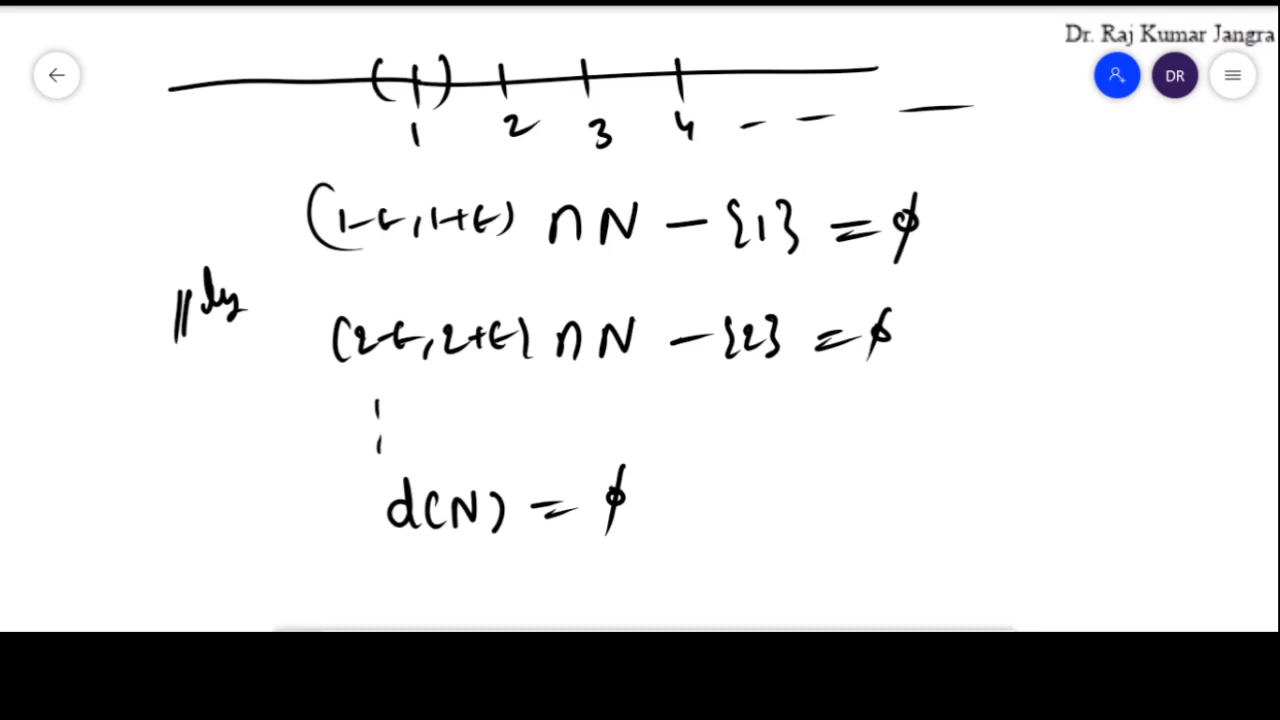 Dr. Raj Kumar Jangra
DR
( 1 ) 2 3 4 - - —
(1-ε, 1+ε) ∩ N - {1} = ϕ
||ly
(2-ε, 2+ε) ∩ N - {2} = ϕ
d(N) = ϕ